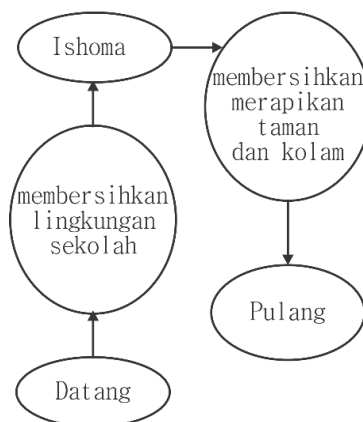 Ishoma
membersihkan
merapikan
taman
dan kolam
membersihkan
lingkungan
sekolah
Pulang
Datang